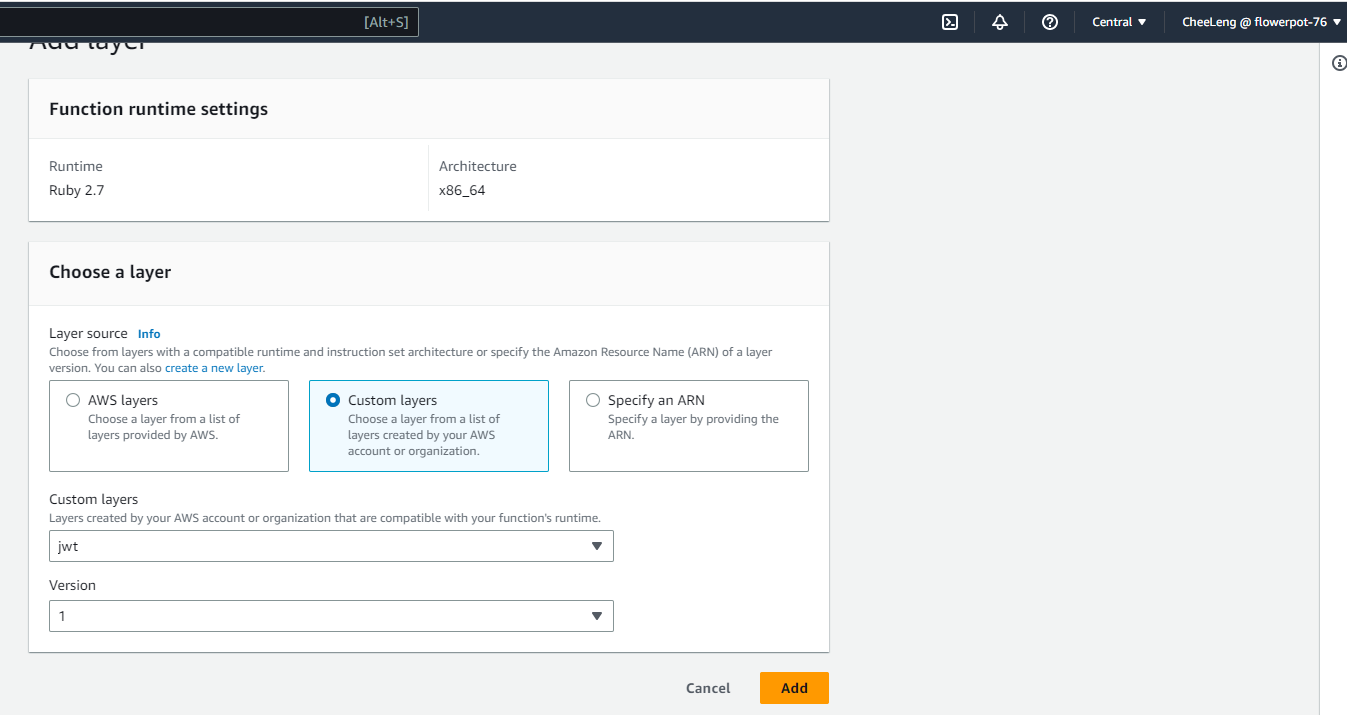 [Alt+S]
Central
CheeLeng @ flowerpot-76
Add layer
Function runtime settings
Runtime
Ruby 2.7
Architecture
x86_64
Choose a layer
Layer source Info
Choose from layers with a compatible runtime and instruction set architecture or specify the Amazon Resource Name (ARN) of a layer
version. You can also create a new layer.
AWS layers
Choose a layer from a list of
layers provided by AWS.
Custom layers
Choose a layer from a list of
layers created by your AWS
account or organization.
Specify an ARN
Specify a layer by providing the
ARN.
Custom layers
Layers created by your AWS account or organization that are compatible with your function's runtime.
jwt
Version
1
Cancel
Add